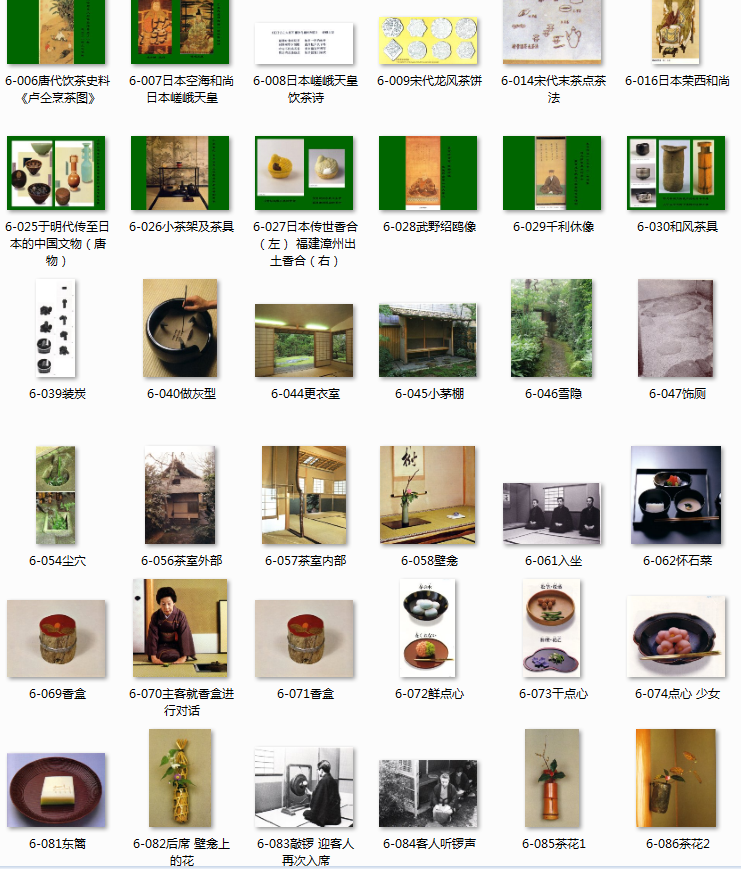 6-006唐代饮茶史料
《卢仝烹茶图》
6-007日本空海和尚
日本嵯峨天皇
6-008日本嵯峨天皇
饮茶诗
6-009宋代龙凤茶饼
6-014宋代末茶点茶
法
6-016日本荣西和尚
6-025于明代传至日
本的中国文物（唐
物）
6-026小茶架及茶具
6-027日本传世香合
（左） 福建漳州出
土香合（右）
6-028武野绍鸥像
6-029千利休像
6-030和风茶具
6-039装炭
6-040做灰型
6-044更衣室
6-045小茅棚
6-046雪隐
6-047饰厕
6-054尘穴
6-056茶室外部
6-057茶室内部
6-058壁龛
6-061入坐
6-062怀石菜
6-069香盒
6-070主客就香盒进
行对话
6-071香盒
6-072鲜点心
6-073干点心
6-074点心 少女
6-081东篱
6-082后席 壁龛上
的花
6-083敲锣 迎客人
再次入席
6-084客人听锣声
6-085茶花1
6-086茶花2